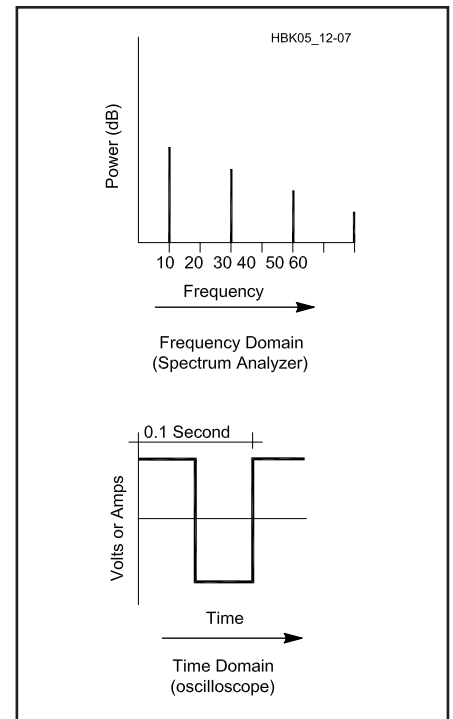 HBK05_12-07
Power (dB)
10 20 30 40 50 60
Frequency
Frequency Domain
(Spectrum Analyzer)
0.1 Second
Volts or Amps
Time
Time Domain
(oscilloscope)